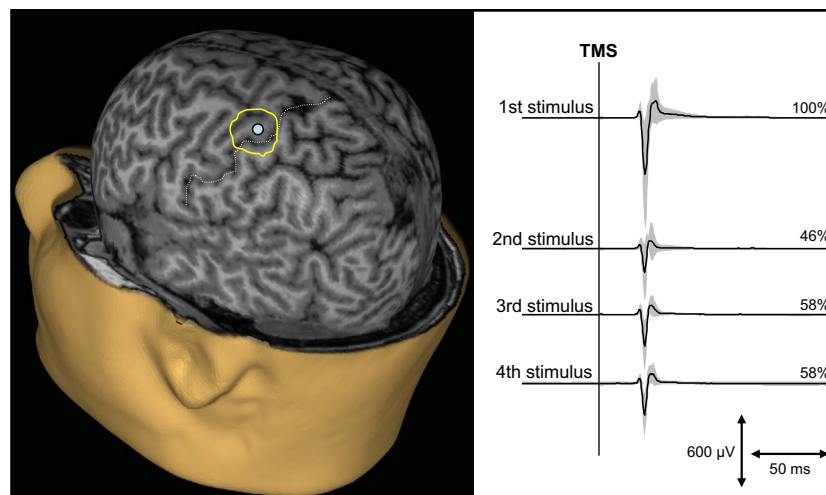 TMS
1st stimulus 100%
2nd stimulus 46%
3rd stimulus 58%
4th stimulus 58%
600 µV
50 ms